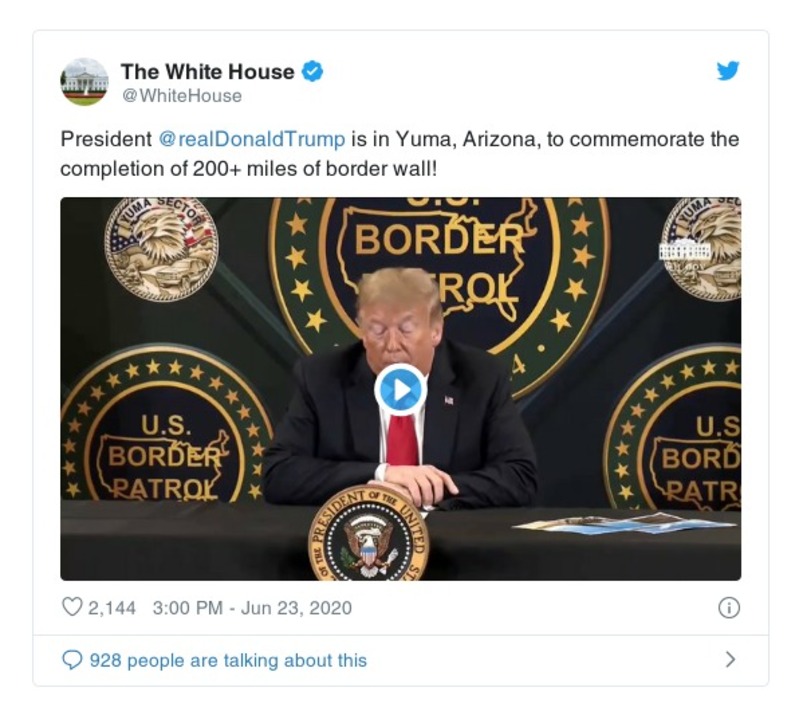 The White House
@WhiteHouse
President @realDonaldTrump is in Yuma, Arizona, to commemorate the
completion of 200+ miles of border wall!
YUMA SECTOR
U.S.
BORDER
PATROL
YUMA SEC
U.S.
BORDER
PATROL
U.S
BORD
PATR
PRESIDENT OF THE UNITED STA
2,144 3:00 PM - Jun 23, 2020
928 people are talking about this